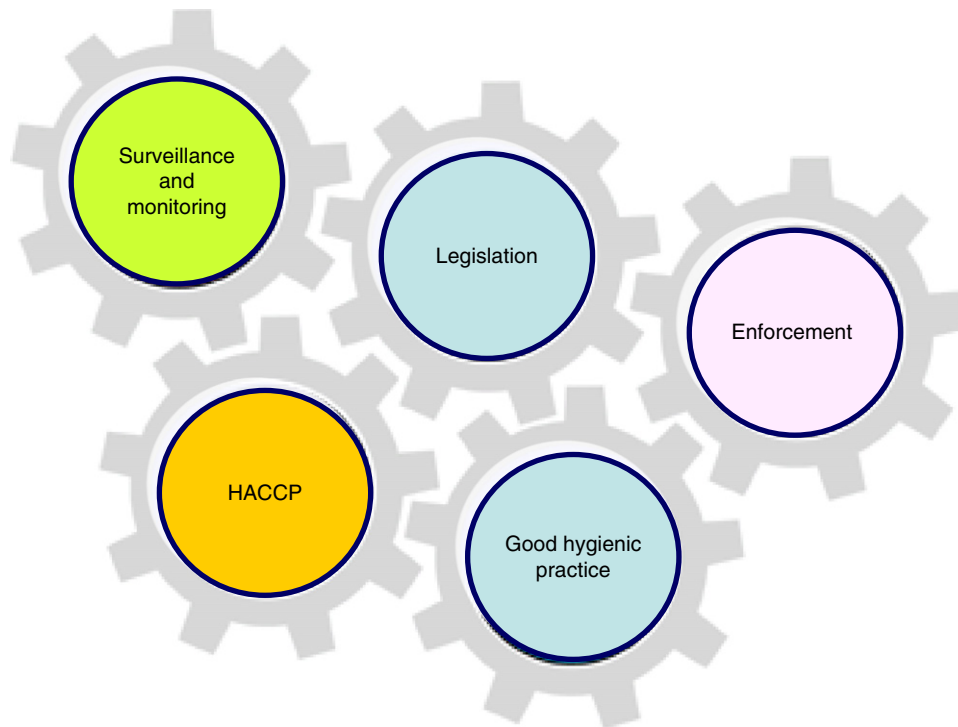 Surveillance
and
monitoring
Legislation
Enforcement
HACCP
Good hygienic
practice